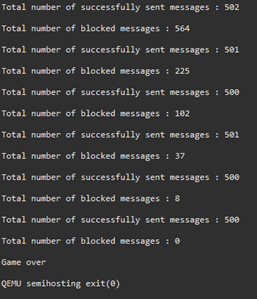 Total number of successfully sent messages : 502
Total number of blocked messages : 564
Total number of successfully sent messages : 501
Total number of blocked messages : 225
Total number of successfully sent messages : 500
Total number of blocked messages : 102
Total number of successfully sent messages : 501
Total number of blocked messages : 37
Total number of successfully sent messages : 500
Total number of blocked messages : 8
Total number of successfully sent messages : 500
Total number of blocked messages : 0
Game over
QEMU semihosting exit(0)